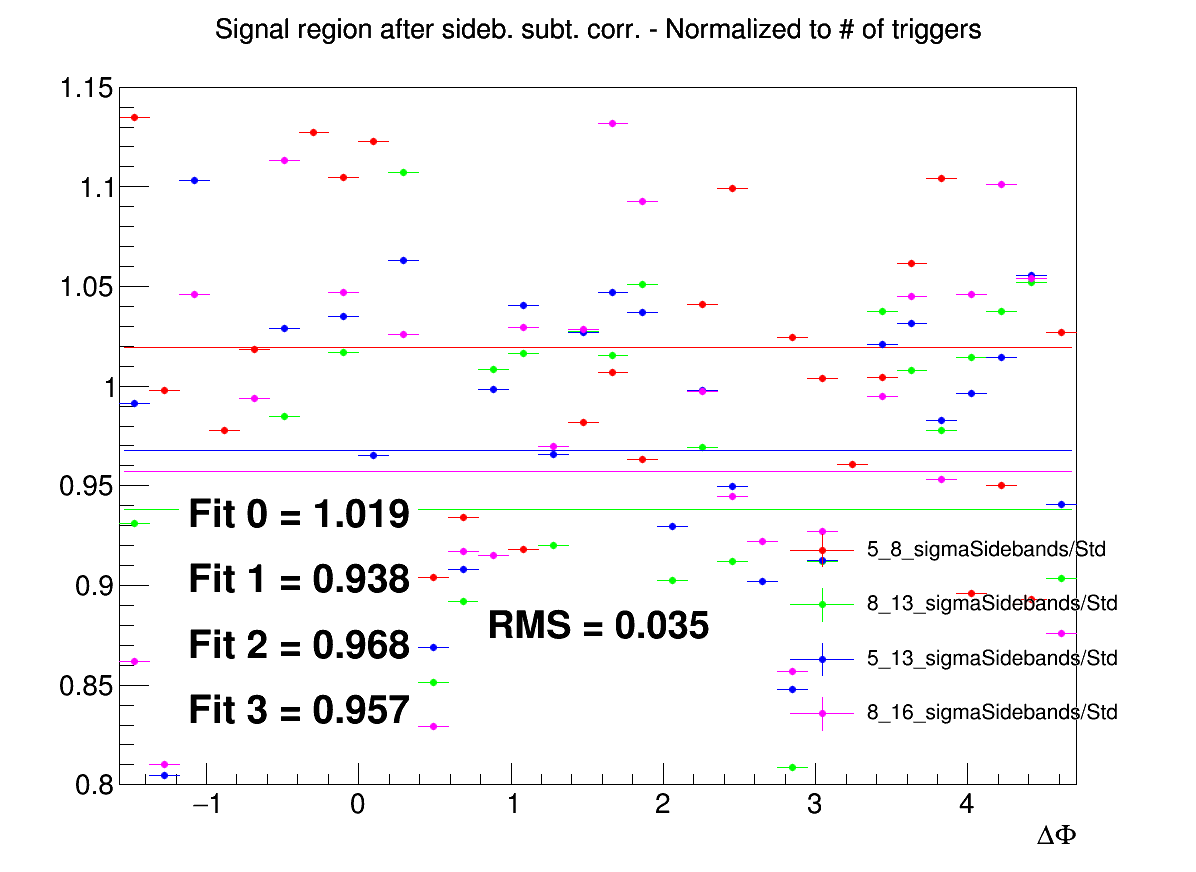 Signal region after sideb. subt. corr. - Normalized to # of triggers
1.15
1.1
1.05
1
0.95
0.9
0.85
0.8
Fit 0 = 1.019
Fit 1 = 0.938
Fit 2 = 0.968
Fit 3 = 0.957
RMS = 0.035
5_8_sigmaSidebands/Std
8_13_sigmaSidebands/Std
5_13_sigmaSidebands/Std
8_16_sigmaSidebands/Std
−1 0 1 2 3 4
ΔΦ